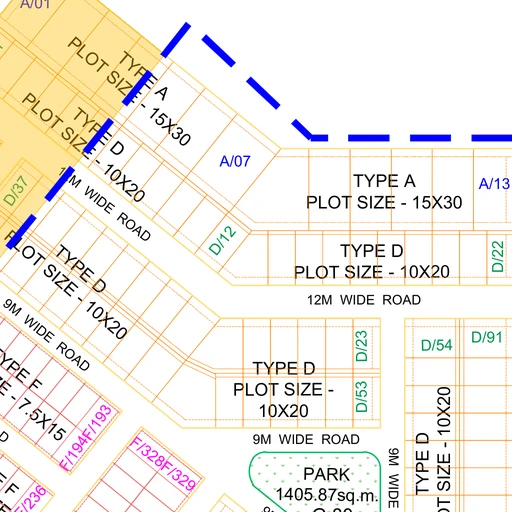 A/01
TYPE A
PLOT SIZE - 15X30
TYPE D
PLOT SIZE - 10X20
A/07
TYPE A
PLOT SIZE - 15X30
A/13
D/37
WIDE ROAD
D/12
TYPE D
PLOT SIZE - 10X20
D/22
TYPE D
PLOT SIZE - 10X20
12M WIDE ROAD
9M WIDE ROAD
D/23
D/54
D/91
TYPE D
PLOT SIZE -
10X20
D/53
TYPE F
7.5X15
F/194
F/193
F/328
F/329
9M WIDE ROAD
9M WIDE
TYPE D
SIZE - 10X20
PARK
1405.87sq.m.
F/236